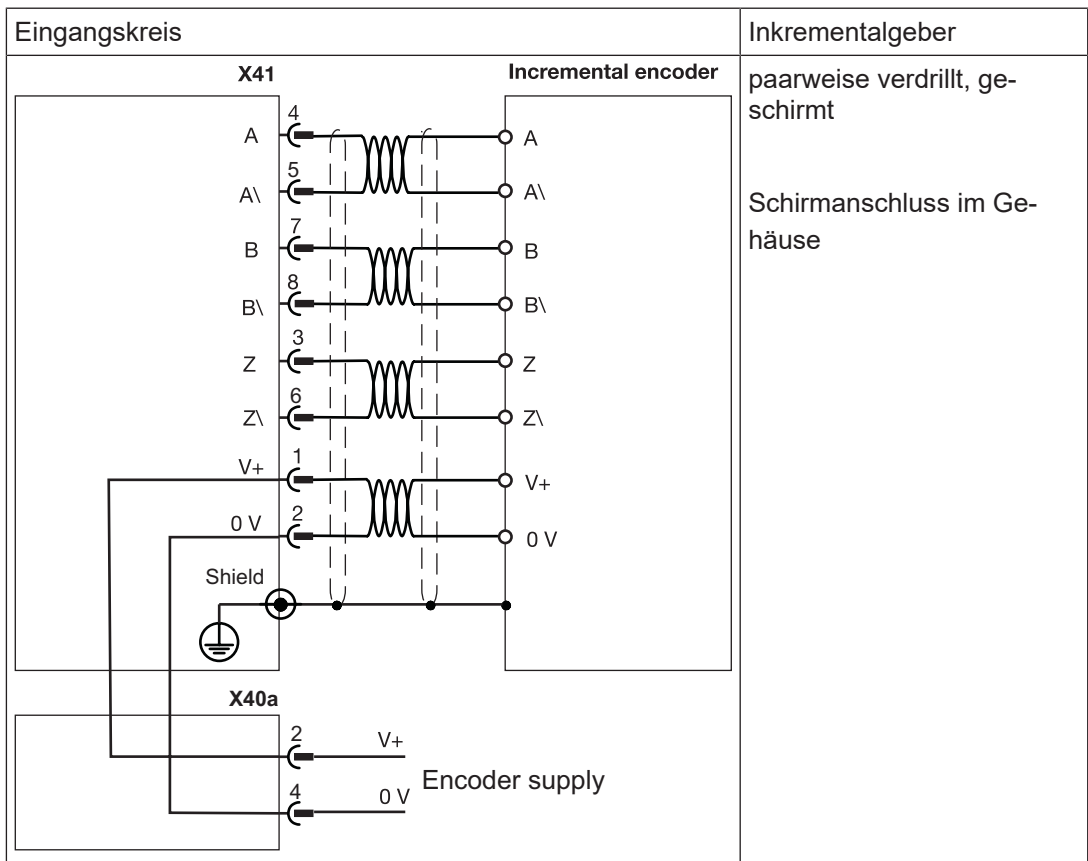 Eingangskreis
Inkrementalgeber
X41
Incremental encoder
paarweise verdrillt, ge-
schirmt
Schirmanschluss im Ge-
häuse
A 4 A
A\ 5 A\
B 7 B
B\ 8 B\
Z 3 Z
Z\ 6 Z\
V+ 1 V+
0 V 2 0 V
Shield
X40a
2 V+
Encoder supply
4 0 V